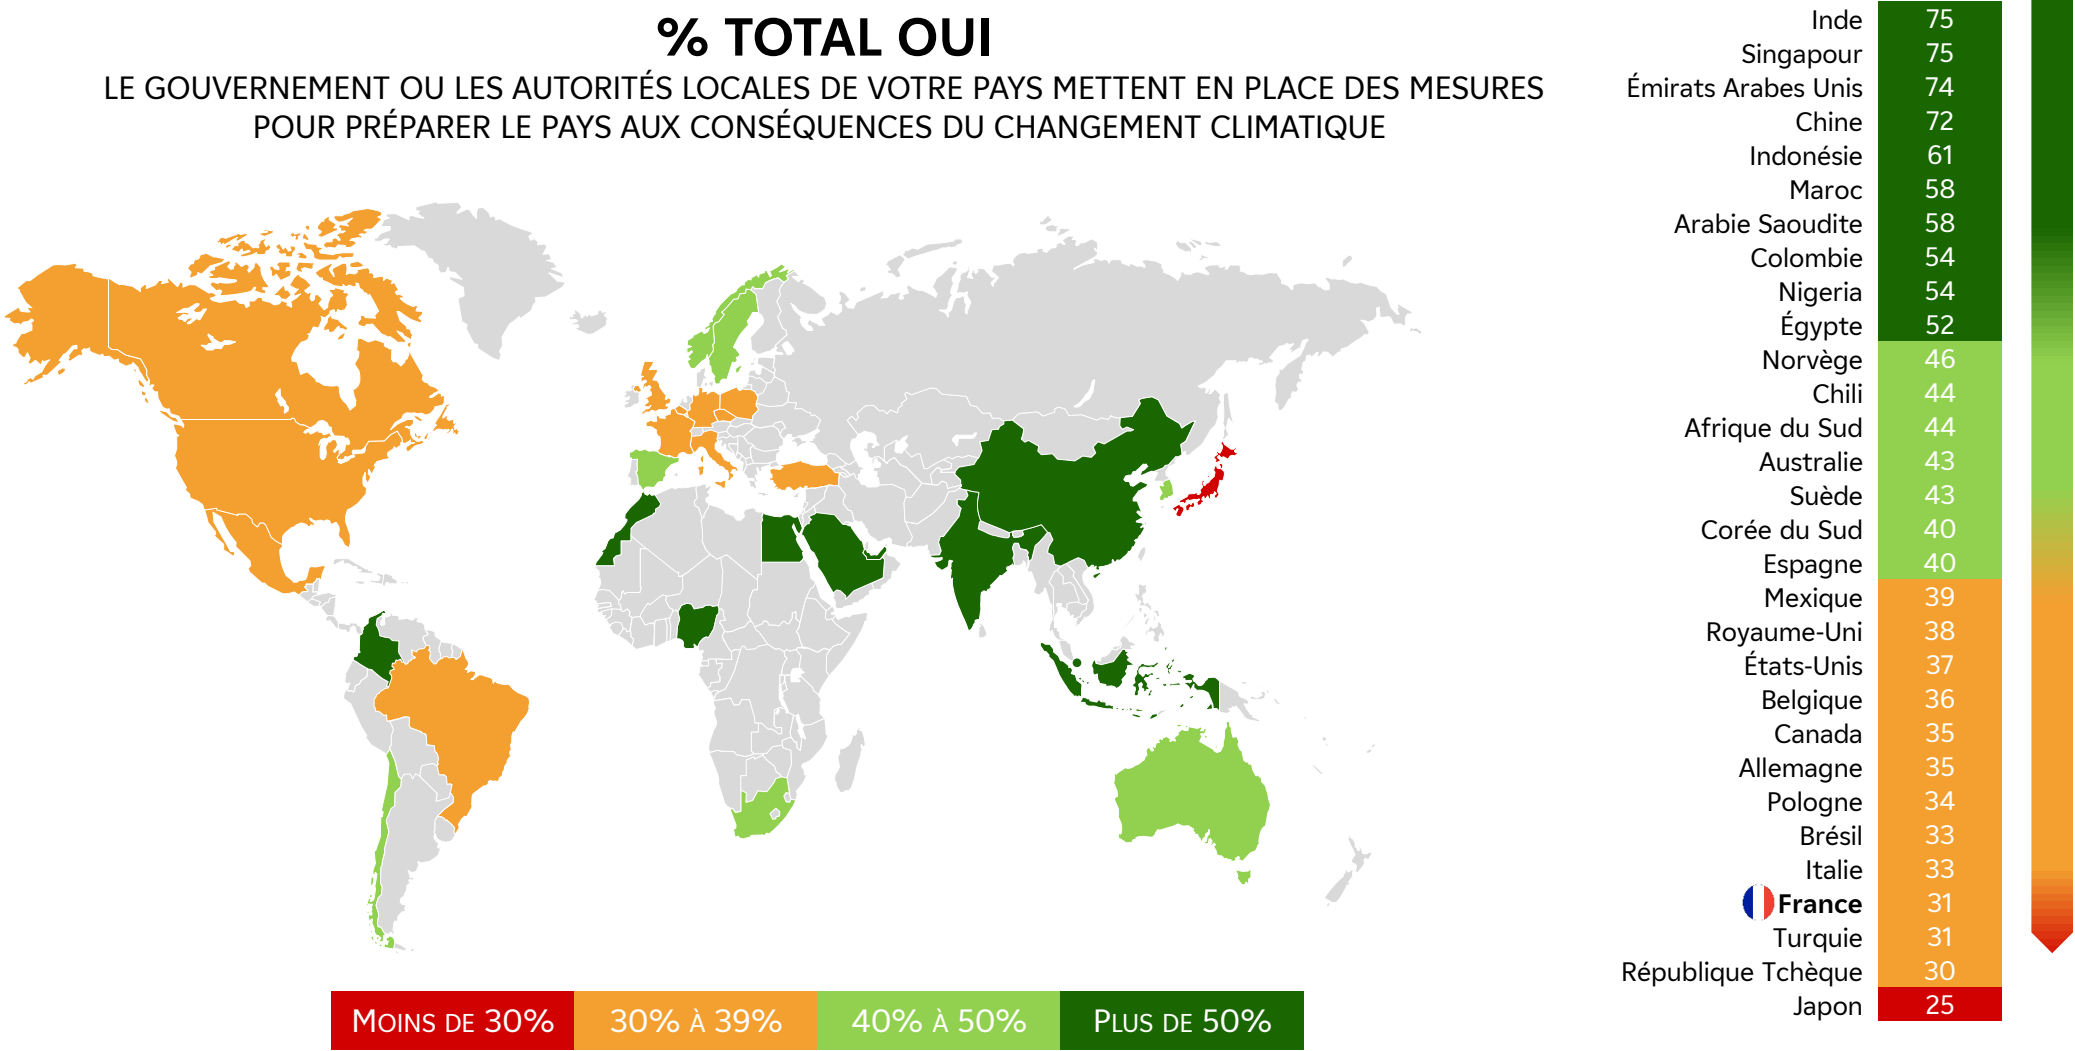 % TOTAL OUI
LE GOUVERNEMENT OU LES AUTORITÉS LOCALES DE VOTRE PAYS METTENT EN PLACE DES MESURES
POUR PRÉPARER LE PAYS AUX CONSÉQUENCES DU CHANGEMENT CLIMATIQUE
Inde 75
Singapour 75
Émirats Arabes Unis 74
Chine 72
Indonésie 61
Maroc 58
Arabie Saoudite 58
Colombie 54
Nigeria 54
Égypte 52
Norvège 46
Chili 44
Afrique du Sud 44
Australie 43
Suède 43
Corée du Sud 40
Espagne 40
Mexique 39
Royaume-Uni 38
États-Unis 37
Belgique 36
Canada 35
Allemagne 35
Pologne 34
Brésil 33
Italie 33
France 31
Turquie 31
République Tchèque 30
Japon 25
MOINS DE 30%
30% À 39%
40% À 50%
PLUS DE 50%